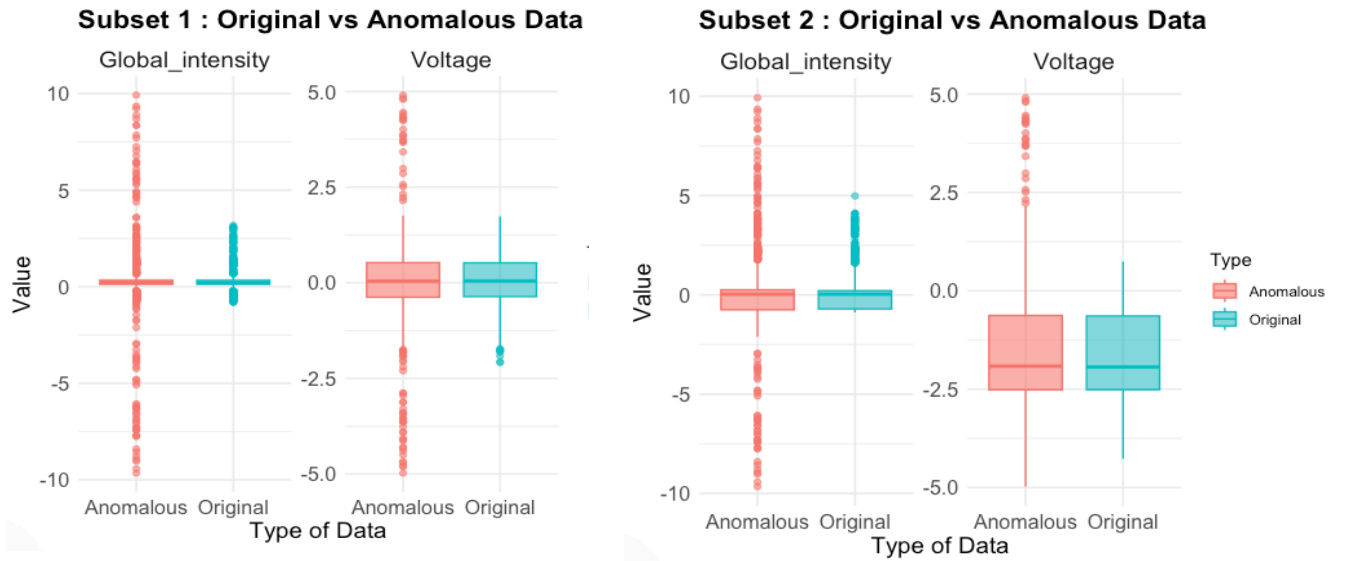 Subset 1 : Original vs Anomalous Data
Global_intensity
Voltage
Value
10
5
0
-5
-10
5.0
2.5
0.0
-2.5
-5.0
Anomalous
Original
Anomalous
Original
Type of Data
Subset 2 : Original vs Anomalous Data
Global_intensity
Voltage
Value
10
5
0
-5
-10
5.0
2.5
0.0
-2.5
-5.0
Anomalous
Original
Anomalous
Original
Type of Data
Type
Anomalous
Original